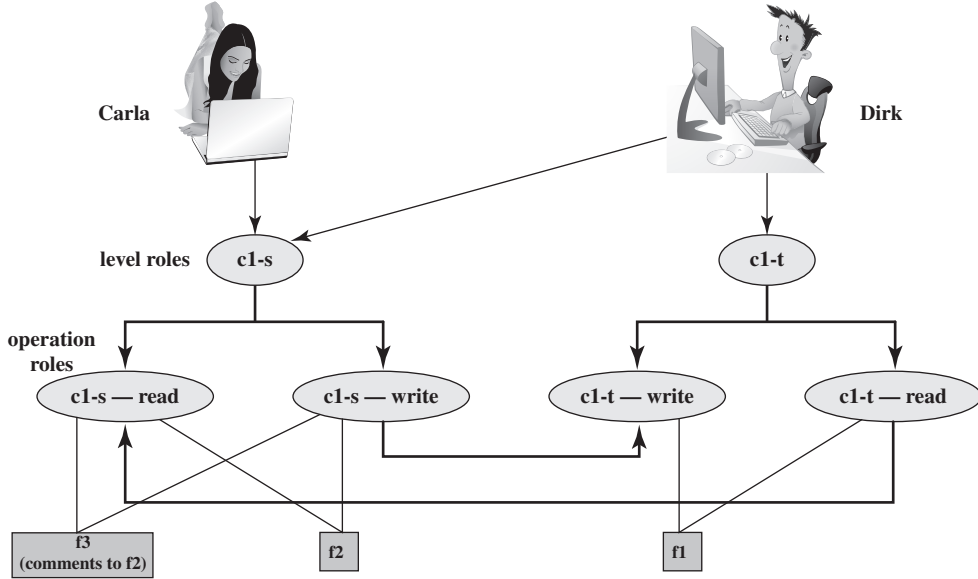 Carla
Dirk
level roles
c1-s
c1-t
operation
roles
c1-s — read
c1-s — write
c1-t — write
c1-t — read
f3
(comments to f2)
f2
f1